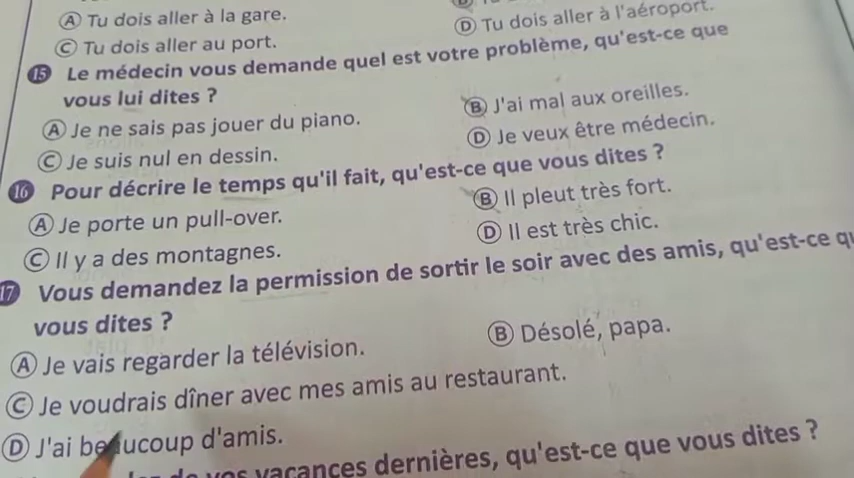 Ⓐ Tu dois aller à la gare.
Ⓓ Tu dois aller à l'aéroport.
Ⓒ Tu dois aller au port.
15 Le médecin vous demande quel est votre problème, qu'est-ce que
vous lui dites ?
Ⓐ Je ne sais pas jouer du piano.
Ⓑ J'ai mal aux oreilles.
Ⓒ Je suis nul en dessin.
Ⓓ Je veux être médecin.
16 Pour décrire le temps qu'il fait, qu'est-ce que vous dites ?
Ⓐ Je porte un pull-over.
Ⓑ Il pleut très fort.
Ⓒ Il y a des montagnes.
Ⓓ Il est très chic.
17 Vous demandez la permission de sortir le soir avec des amis, qu'est-ce
vous dites ?
Ⓐ Je vais regarder la télévision.
Ⓑ Désolé, papa.
Ⓒ Je voudrais dîner avec mes amis au restaurant.
Ⓓ J'ai beaucoup d'amis.
de vos vacances dernières, qu'est-ce que vous dites ?